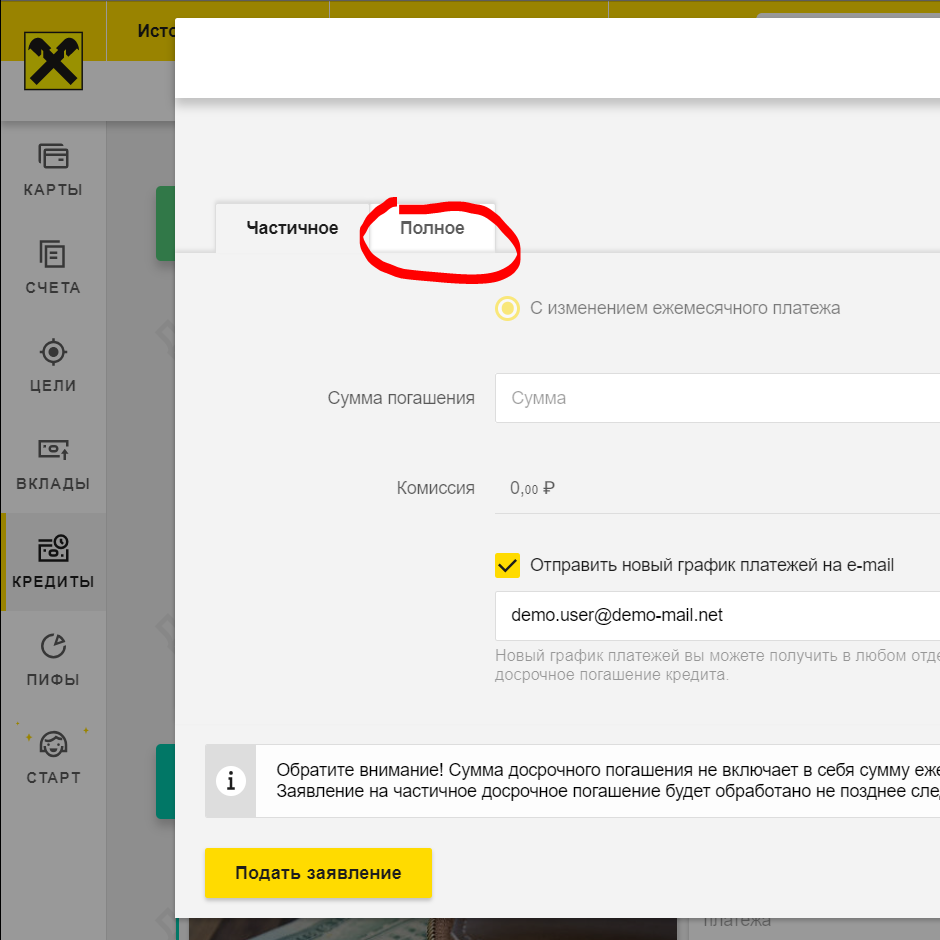 Исто
КАРТЫ
СЧЕТА
ЦЕЛИ
ВКЛАДЫ
КРЕДИТЫ
ПИФЫ
СТАРТ
Частичное
Полное
С изменением ежемесячного платежа
Сумма погашения
Сумма
Комиссия
0,00 ₽
Отправить новый график платежей на e-mail
demo.user@demo-mail.net
Новый график платежей вы можете получить в любом отде
досрочное погашение кредита.
Обратите внимание! Сумма досрочного погашения не включает в себя сумму еже
Заявление на частичное досрочное погашение будет обработано не позднее сле
Подать заявление
платежа